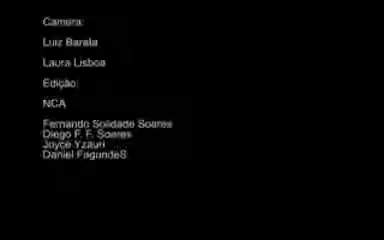 Camera:
Luiz Barata
Laura Lisboa
Edição:
NCA
Fernando Solidade Soares
Diego F. F. Soares
Joyce Yzauri
Daniel FagundeS